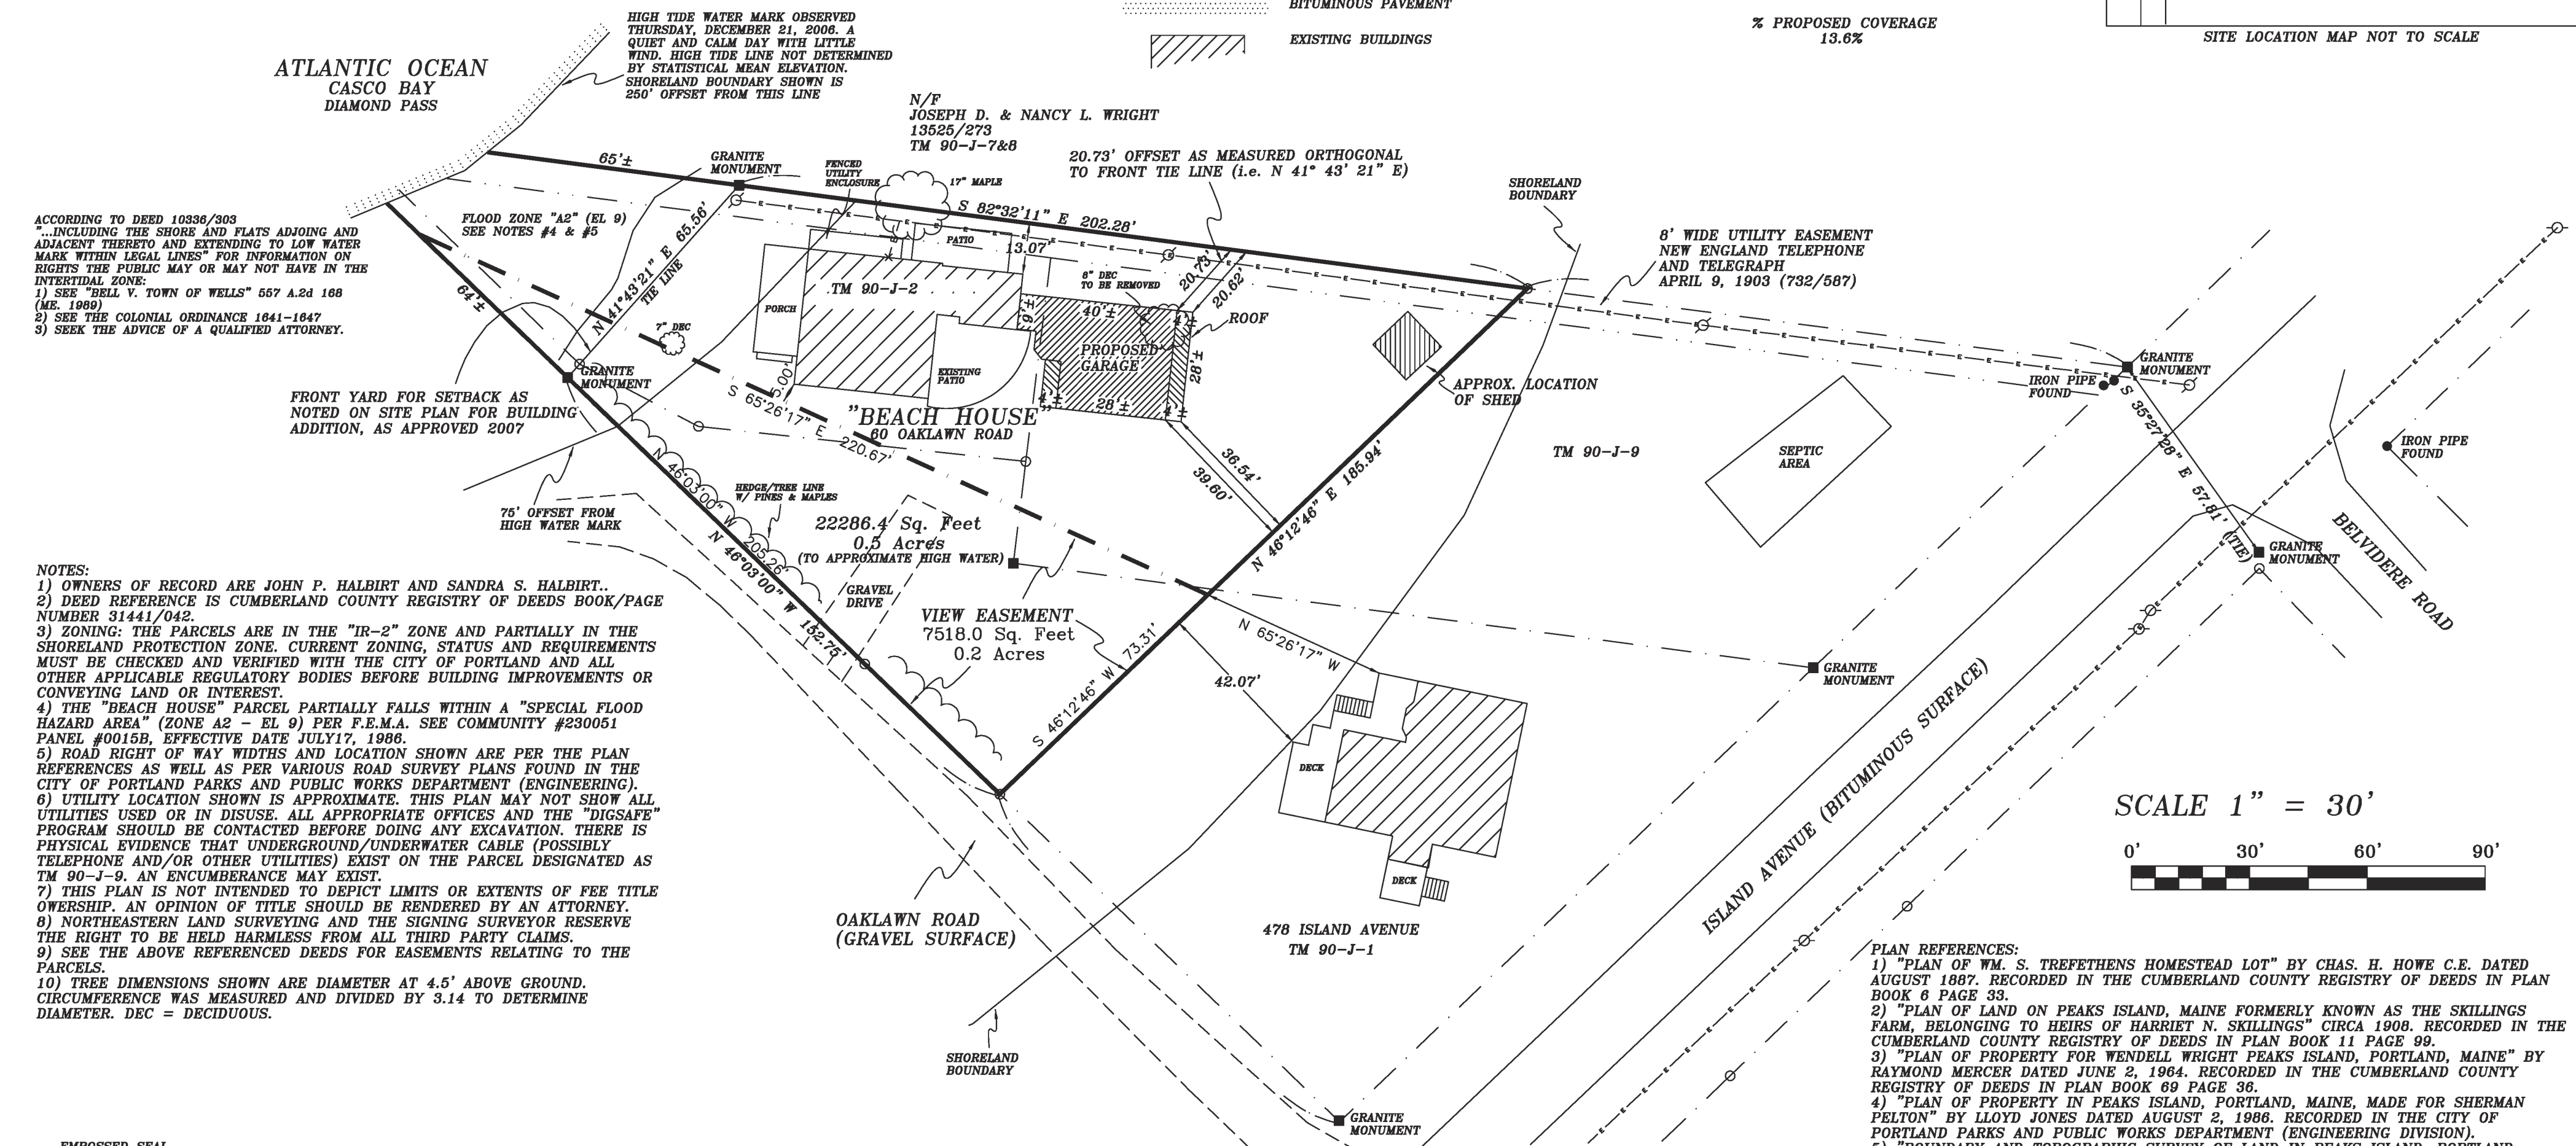 BITUMINOUS PAVEMENT
EXISTING BUILDINGS
% PROPOSED COVERAGE
13.6%
SITE LOCATION MAP NOT TO SCALE
HIGH TIDE WATER MARK OBSERVED
THURSDAY, DECEMBER 21, 2006. A
QUIET AND CALM DAY WITH LITTLE
WIND. HIGH TIDE LINE NOT DETERMINED
BY STATISTICAL MEAN ELEVATION.
SHORELAND BOUNDARY SHOWN IS
250' OFFSET FROM THIS LINE
ATLANTIC OCEAN
CASCO BAY
DIAMOND PASS
N/F
JOSEPH D. & NANCY L. WRIGHT
13525/273
TM 90-J-7&8
20.73' OFFSET AS MEASURED ORTHOGONAL
TO FRONT TIE LINE (i.e. N 41° 43' 21" E)
65'±
GRANITE
MONUMENT
FENCED
UTILITY
ENCLOSURE
17" MAPLE
S 82°32'11" E 202.28'
SHORELAND
BOUNDARY
ACCORDING TO DEED 10336/303
"...INCLUDING THE SHORE AND FLATS ADJOING AND
ADJACENT THERETO AND EXTENDING TO LOW WATER
MARK WITHIN LEGAL LINES" FOR INFORMATION ON
RIGHTS THE PUBLIC MAY OR MAY NOT HAVE IN THE
INTERTIDAL ZONE:
1) SEE "BELL V. TOWN OF WELLS" 557 A.2d 168
(ME. 1989)
2) SEE THE COLONIAL ORDINANCE 1641-1647
3) SEEK THE ADVICE OF A QUALIFIED ATTORNEY.
FLOOD ZONE "A2" (EL 9)
SEE NOTES #4 & #5
N 41°43'21" E 65.56'
TIE LINE
64'±
PATIO
13.07'
8" DEC
TO BE REMOVED
20.73'
20.62'
8' WIDE UTILITY EASEMENT
NEW ENGLAND TELEPHONE
AND TELEGRAPH
APRIL 9, 1903 (732/587)
TM 90-J-2
PORCH
7" DEC
9'±
40'±
4'±
ROOF
PROPOSED
GARAGE
28'±
EXISTING
PATIO
5.00'
4'±
28'±
4'±
GRANITE
MONUMENT
APPROX. LOCATION
OF SHED
GRANITE
MONUMENT
IRON PIPE
FOUND
S 35°27'28" E 57.81'
(TIE)
FRONT YARD FOR SETBACK AS
NOTED ON SITE PLAN FOR BUILDING
ADDITION, AS APPROVED 2007
S 65°26'17" E 220.67'
"BEACH HOUSE"
60 OAKLAWN ROAD
36.54'
39.60'
N 46°12'46" E 185.94'
TM 90-J-9
SEPTIC
AREA
IRON PIPE
FOUND
75' OFFSET FROM
HIGH WATER MARK
N 46°03'00" W 205.26'
HEDGE/TREE LINE
W/ PINES & MAPLES
22286.4 Sq. Feet
0.5 Acres
(TO APPROXIMATE HIGH WATER)
N 46°03'00" W 152.75'
GRAVEL
DRIVE
GRANITE
MONUMENT
BELVIDERE ROAD
VIEW EASEMENT
7518.0 Sq. Feet
0.2 Acres
S 46°12'46" W 73.31'
N 65°26'17" W
42.07'
GRANITE
MONUMENT
NOTES:
1) OWNERS OF RECORD ARE JOHN P. HALBIRT AND SANDRA S. HALBIRT..
2) DEED REFERENCE IS CUMBERLAND COUNTY REGISTRY OF DEEDS BOOK/PAGE
NUMBER 31441/042.
3) ZONING: THE PARCELS ARE IN THE "IR-2" ZONE AND PARTIALLY IN THE
SHORELAND PROTECTION ZONE. CURRENT ZONING, STATUS AND REQUIREMENTS
MUST BE CHECKED AND VERIFIED WITH THE CITY OF PORTLAND AND ALL
OTHER APPLICABLE REGULATORY BODIES BEFORE BUILDING IMPROVEMENTS OR
CONVEYING LAND OR INTEREST.
4) THE "BEACH HOUSE" PARCEL PARTIALLY FALLS WITHIN A "SPECIAL FLOOD
HAZARD AREA" (ZONE A2 - EL 9) PER F.E.M.A. SEE COMMUNITY #230051
PANEL #0015B, EFFECTIVE DATE JULY17, 1986.
5) ROAD RIGHT OF WAY WIDTHS AND LOCATION SHOWN ARE PER THE PLAN
REFERENCES AS WELL AS PER VARIOUS ROAD SURVEY PLANS FOUND IN THE
CITY OF PORTLAND PARKS AND PUBLIC WORKS DEPARTMENT (ENGINEERING).
6) UTILITY LOCATION SHOWN IS APPROXIMATE. THIS PLAN MAY NOT SHOW ALL
UTILITIES USED OR IN DISUSE. ALL APPROPRIATE OFFICES AND THE "DIGSAFE"
PROGRAM SHOULD BE CONTACTED BEFORE DOING ANY EXCAVATION. THERE IS
PHYSICAL EVIDENCE THAT UNDERGROUND/UNDERWATER CABLE (POSSIBLY
TELEPHONE AND/OR OTHER UTILITIES) EXIST ON THE PARCEL DESIGNATED AS
TM 90-J-9. AN ENCUMBERANCE MAY EXIST.
7) THIS PLAN IS NOT INTENDED TO DEPICT LIMITS OR EXTENTS OF FEE TITLE
OWERSHIP. AN OPINION OF TITLE SHOULD BE RENDERED BY AN ATTORNEY.
8) NORTHEASTERN LAND SURVEYING AND THE SIGNING SURVEYOR RESERVE
THE RIGHT TO BE HELD HARMLESS FROM ALL THIRD PARTY CLAIMS.
9) SEE THE ABOVE REFERENCED DEEDS FOR EASEMENTS RELATING TO THE
PARCELS.
10) TREE DIMENSIONS SHOWN ARE DIAMETER AT 4.5' ABOVE GROUND.
CIRCUMFERENCE WAS MEASURED AND DIVIDED BY 3.14 TO DETERMINE
DIAMETER. DEC = DECIDUOUS.
DECK
DECK
ISLAND AVENUE (BITUMINOUS SURFACE)
SCALE 1" = 30'
0' 30' 60' 90'
OAKLAWN ROAD
(GRAVEL SURFACE)
478 ISLAND AVENUE
TM 90-J-1
SHORELAND
BOUNDARY
GRANITE
MONUMENT
PLAN REFERENCES:
1) "PLAN OF WM. S. TREFETHENS HOMESTEAD LOT" BY CHAS. H. HOWE C.E. DATED
AUGUST 1887. RECORDED IN THE CUMBERLAND COUNTY REGISTRY OF DEEDS IN PLAN
BOOK 6 PAGE 33.
2) "PLAN OF LAND ON PEAKS ISLAND, MAINE FORMERLY KNOWN AS THE SKILLINGS
FARM, BELONGING TO HEIRS OF HARRIET N. SKILLINGS" CIRCA 1908. RECORDED IN THE
CUMBERLAND COUNTY REGISTRY OF DEEDS IN PLAN BOOK 11 PAGE 99.
3) "PLAN OF PROPERTY FOR WENDELL WRIGHT PEAKS ISLAND, PORTLAND, MAINE" BY
RAYMOND MERCER DATED JUNE 2, 1964. RECORDED IN THE CUMBERLAND COUNTY
REGISTRY OF DEEDS IN PLAN BOOK 69 PAGE 36.
4) "PLAN OF PROPERTY IN PEAKS ISLAND, PORTLAND, MAINE, MADE FOR SHERMAN
PELTON" BY LLOYD JONES DATED AUGUST 2, 1986. RECORDED IN THE CITY OF
PORTLAND PARKS AND PUBLIC WORKS DEPARTMENT (ENGINEERING DIVISION).
EMBOSSED SEAL